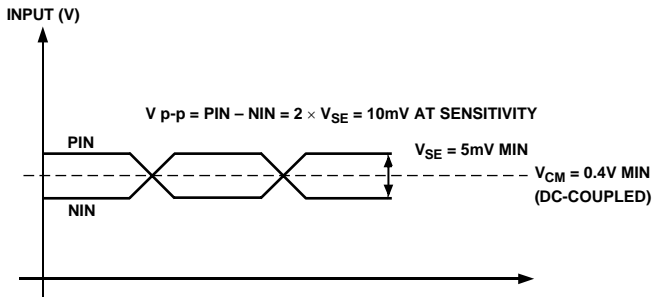 INPUT (V)
V p-p = PIN – NIN = 2 × VSE = 10mV AT SENSITIVITY
PIN
VSE = 5mV MIN
VCM = 0.4V MIN
(DC-COUPLED)
NIN